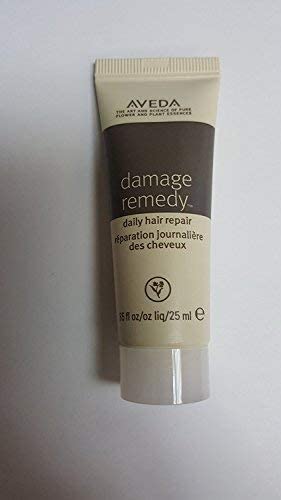 AVEDA
THE ART AND SCIENCE OF PURE
FLOWER AND PLANT ESSENCES
damage
remedy™
daily hair repair
réparation journalière
des cheveux
fl oz/oz liq/25 ml e